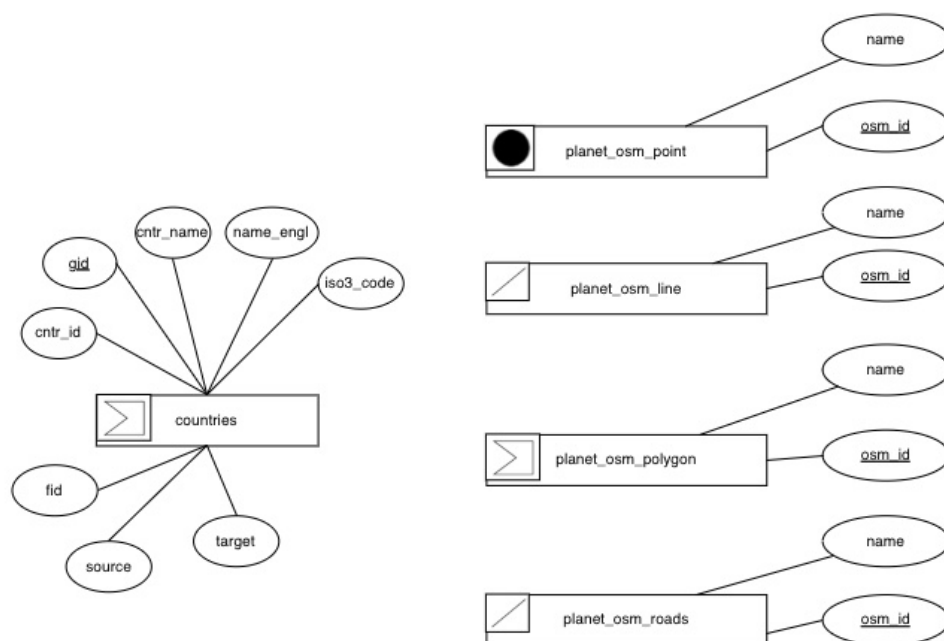 name
osm_id
planet_osm_point
name
osm_id
planet_osm_line
cntr_name
name_engl
gid
iso3_code
cntr_id
countries
fid
source
target
name
osm_id
planet_osm_polygon
name
osm_id
planet_osm_roads